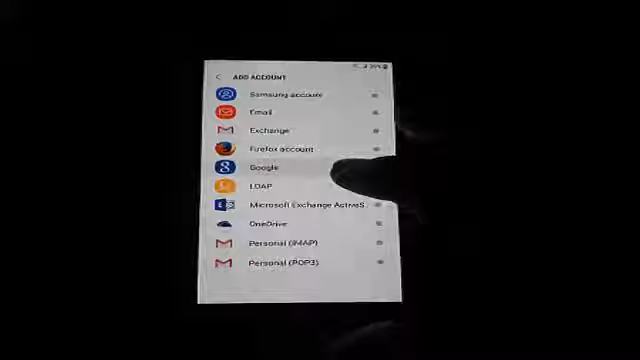 ADD ACCOUNT
Samsung account
Email
Exchange
Firefox account
Google
LDAP
Microsoft Exchange ActiveS
OneDrive
Personal (IMAP)
Personal (POP3)